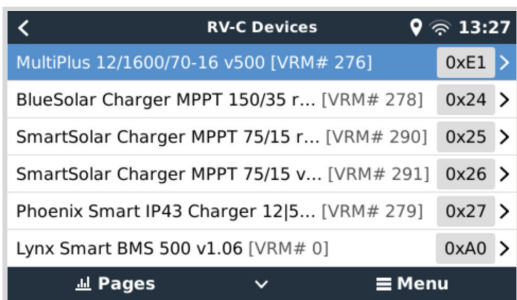 RV-C Devices 13:27
MultiPlus 12/1600/70-16 v500 [VRM# 276] 0xE1
BlueSolar Charger MPPT 150/35 r... [VRM# 278] 0x24
SmartSolar Charger MPPT 75/15 r... [VRM# 290] 0x25
SmartSolar Charger MPPT 75/15 v... [VRM# 291] 0x26
Phoenix Smart IP43 Charger 12|5... [VRM# 279] 0x27
Lynx Smart BMS 500 v1.06 [VRM# 0] 0xA0
Pages Menu